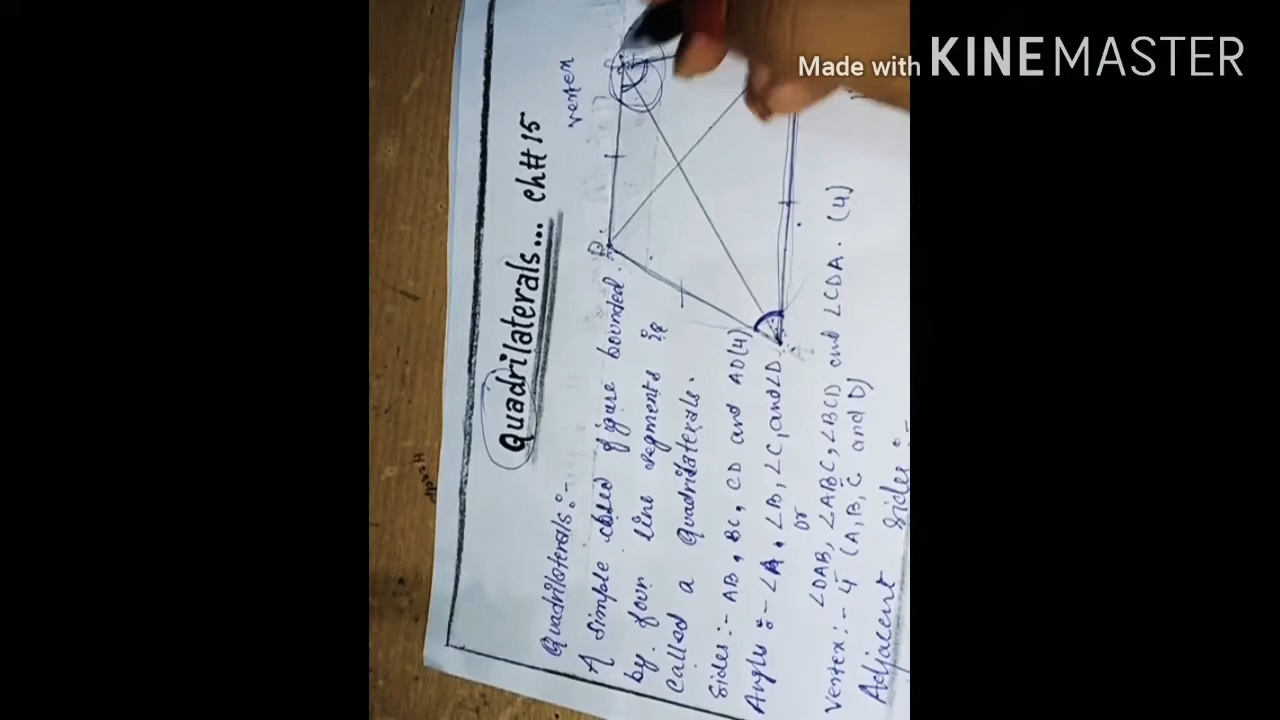 Made with KINEMASTER
Quadrilaterals... ch#15
vertex
Quadrilaterals:-
A simple closed figure bounded
by four line segments is
called a Quadrilaterals.
Sides:- AB, BC, CD and AD (4)
Angles:- ∠A, ∠B, ∠C, and ∠D.
or
∠DAB, ∠ABC, ∠BCD and ∠CDA. (4)
vertex:- 4 (A, B, C and D)
Adjacent sides:-
D
A